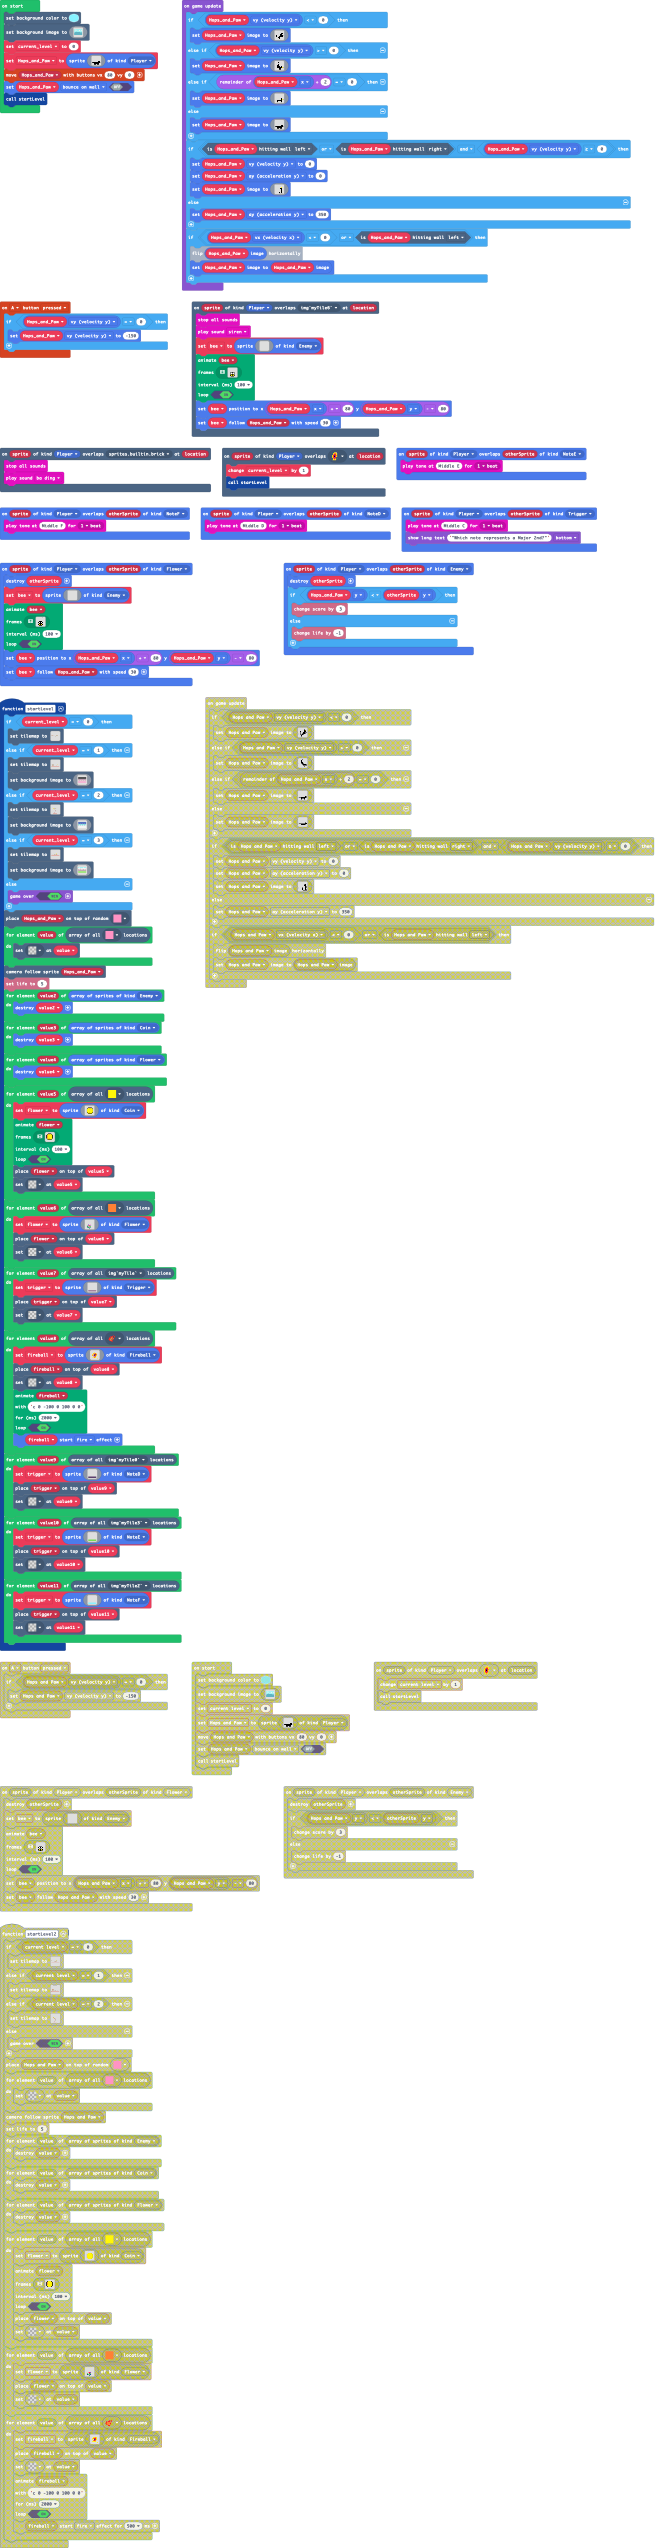 on start
set background color to
set background image to
set current_level to 0
set Hops_and_Paw to sprite of kind Player
move Hops_and_Paw with buttons vx 80 vy 0
set Hops_and_Paw bounce on wall
call startLevel
on game update
if Hops_and_Paw vy (velocity y) < 0 then
set Hops_and_Paw image to
else if Hops_and_Paw vy (velocity y) > 0 then
set Hops_and_Paw image to
else if remainder of Hops_and_Paw x ÷ 2 = 0 then
set Hops_and_Paw image to
else
set Hops_and_Paw image to
if is Hops_and_Paw hitting wall left or is Hops_and_Paw hitting wall right and Hops_and_Paw vy (velocity y) ≥ 0 then
set Hops_and_Paw vy (velocity y) to 0
set Hops_and_Paw ay (acceleration y) to 0
set Hops_and_Paw image to
else
set Hops_and_Paw ay (acceleration y) to 350
if Hops_and_Paw vx (velocity x) < 0 or is Hops_and_Paw hitting wall left then
flip Hops_and_Paw image horizontally
set Hops_and_Paw image to Hops_and_Paw image
on A button pressed
if Hops_and_Paw vy (velocity y) = 0 then
set Hops_and_Paw vy (velocity y) to -150
on sprite of kind Player overlaps img`myTile6` at location
stop all sounds
play sound siren
set bee to sprite of kind Enemy
animate bee
frames
interval (ms) 100
loop
set bee position to x Hops_and_Paw x + 80 y Hops_and_Paw y - 80
set bee follow Hops_and_Paw with speed 30
on sprite of kind Player overlaps sprites.builtin.brick at location
stop all sounds
play sound ba ding
on sprite of kind Player overlaps at location
change current_level by 1
call startLevel
on sprite of kind Player overlaps otherSprite of kind NoteE
play tone at Middle E for 1 beat
on sprite of kind Player overlaps otherSprite of kind NoteF
play tone at Middle F for 1 beat
on sprite of kind Player overlaps otherSprite of kind NoteD
play tone at Middle D for 1 beat
on sprite of kind Player overlaps otherSprite of kind Trigger
play tone at Middle C for 1 beat
show long text "Which note represents a Major 2nd?" bottom
on sprite of kind Player overlaps otherSprite of kind Flower
destroy otherSprite
set bee to sprite of kind Enemy
animate bee
frames
interval (ms) 100
loop
set bee position to x Hops_and_Paw x + 80 y Hops_and_Paw y - 80
set bee follow Hops_and_Paw with speed 30
on sprite of kind Player overlaps otherSprite of kind Enemy
destroy otherSprite
if Hops_and_Paw y < otherSprite y then
change score by 3
else
change life by -1
function startLevel
if current_level = 0 then
set tilemap to
else if current_level = 1 then
set tilemap to
set background image to
else if current_level = 2 then
set tilemap to
set background image to
else if current_level = 3 then
set tilemap to
set background image to
else
game over
place Hops_and_Paw on top of random
for element value of array of all locations
do set at value
camera follow sprite Hops_and_Paw
set life to 5
for element value2 of array of sprites of kind Enemy
do destroy value2
for element value3 of array of sprites of kind Coin
do destroy value3
for element value4 of array of sprites of kind Flower
do destroy value4
for element value5 of array of all locations
do set flower to sprite of kind Coin
animate flower
frames
interval (ms) 100
loop
place flower on top of value5
set at value5
for element value6 of array of all locations
do set flower to sprite of kind Flower
place flower on top of value6
set at value6
for element value7 of array of all img`myTile` locations
do set trigger to sprite of kind Trigger
place trigger on top of value7
set at value7
for element value8 of array of all locations
do set fireball to sprite of kind Fireball
place fireball on top of value8
set at value8
animate fireball
with "c 0 -100 0 100 0 0"
for (ms) 2000
loop
fireball start fire effect
for element value9 of array of all img`myTile0` locations
do set trigger to sprite of kind NoteD
place trigger on top of value9
set at value9
for element value10 of array of all img`myTile3` locations
do set trigger to sprite of kind NoteE
place trigger on top of value10
set at value10
for element value11 of array of all img`myTile2` locations
do set trigger to sprite of kind NoteF
place trigger on top of value11
set at value11
on game update
if Hops and Paw vy (velocity y) < 0 then
set Hops and Paw image to
else if Hops and Paw vy (velocity y) > 0 then
set Hops and Paw image to
else if remainder of Hops and Paw x ÷ 2 = 0 then
set Hops and Paw image to
else
set Hops and Paw image to
if is Hops and Paw hitting wall left or is Hops and Paw hitting wall right and Hops and Paw vy (velocity y) ≥ 0 then
set Hops and Paw vy (velocity y) to 0
set Hops and Paw ay (acceleration y) to 0
set Hops and Paw image to
else
set Hops and Paw ay (acceleration y) to 350
if Hops and Paw vx (velocity x) < 0 or is Hops and Paw hitting wall left then
flip Hops and Paw image horizontally
set Hops and Paw image to Hops and Paw image
on A button pressed
if Hops and Paw vy (velocity y) = 0 then
set Hops and Paw vy (velocity y) to -150
on start
set background color to
set background image to
set current level to 0
set Hops and Paw to sprite of kind Player
move Hops and Paw with buttons vx 80 vy 0
set Hops and Paw bounce on wall
call startLevel
on sprite of kind Player overlaps at location
change current level by 1
call startLevel
on sprite of kind Player overlaps otherSprite of kind Flower
destroy otherSprite
set bee to sprite of kind Enemy
animate bee
frames
interval (ms) 100
loop
set bee position to x Hops and Paw x + 80 y Hops and Paw y - 80
set bee follow Hops and Paw with speed 30
on sprite of kind Player overlaps otherSprite of kind Enemy
destroy otherSprite
if Hops and Paw y < otherSprite y then
change score by 3
else
change life by -1
function startLevel2
if current level = 0 then
set tilemap to
else if current level = 1 then
set tilemap to
else if current level = 2 then
set tilemap to
else
game over
place Hops and Paw on top of random
for element value of array of all locations
do set at value
camera follow sprite Hops and Paw
set life to 5
for element value of array of sprites of kind Enemy
do destroy value
for element value of array of sprites of kind Coin
do destroy value
for element value of array of sprites of kind Flower
do destroy value
for element value of array of all locations
do set flower to sprite of kind Coin
animate flower
frames
interval (ms) 100
loop
place flower on top of value
set at value
for element value of array of all locations
do set flower to sprite of kind Flower
place flower on top of value
set at value
for element value of array of all locations
do set fireball to sprite of kind Fireball
place fireball on top of value
set at value
animate fireball
with "c 0 -100 0 100 0 0"
for (ms) 2000
loop
fireball start fire effect for 500 ms